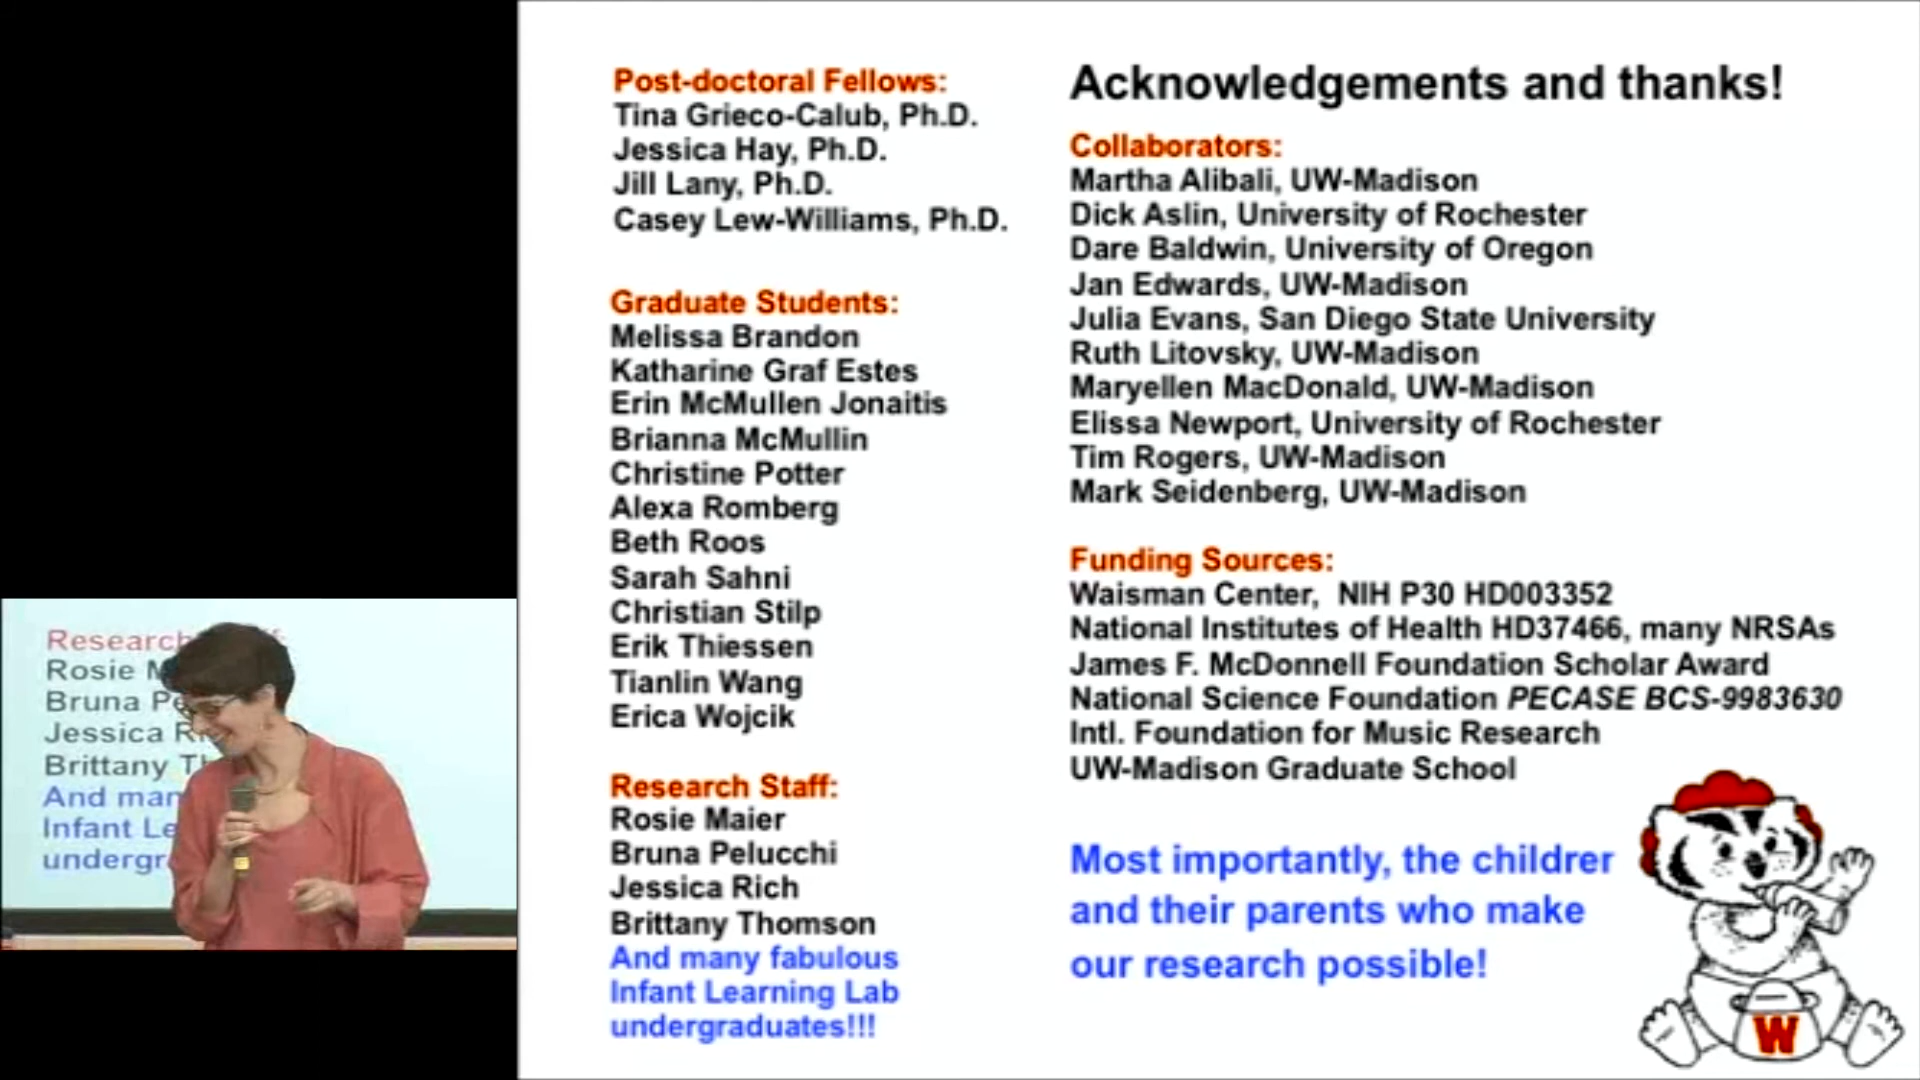 Post-doctoral Fellows:
Tina Grieco-Calub, Ph.D.
Jessica Hay, Ph.D.
Jill Lany, Ph.D.
Casey Lew-Williams, Ph.D.
Graduate Students:
Melissa Brandon
Katharine Graf Estes
Erin McMullen Jonaitis
Brianna McMullin
Christine Potter
Alexa Romberg
Beth Roos
Sarah Sahni
Christian Stilp
Erik Thiessen
Tianlin Wang
Erica Wojcik
Research Staff:
Rosie Maier
Bruna Pelucchi
Jessica Rich
Brittany Thomson
And many fabulous
Infant Learning Lab
undergraduates!!!
Acknowledgements and thanks!
Collaborators:
Martha Alibali, UW-Madison
Dick Aslin, University of Rochester
Dare Baldwin, University of Oregon
Jan Edwards, UW-Madison
Julia Evans, San Diego State University
Ruth Litovsky, UW-Madison
Maryellen MacDonald, UW-Madison
Elissa Newport, University of Rochester
Tim Rogers, UW-Madison
Mark Seidenberg, UW-Madison
Funding Sources:
Waisman Center, NIH P30 HD003352
National Institutes of Health HD37466, many NRSAs
James F. McDonnell Foundation Scholar Award
National Science Foundation PECASE BCS-9983630
Intl. Foundation for Music Research
UW-Madison Graduate School
Most importantly, the childrer
and their parents who make
our research possible!
W
Research
Rosie M
Bruna Pe
Jessica R
Brittany T
And man
Infant Le
undergr